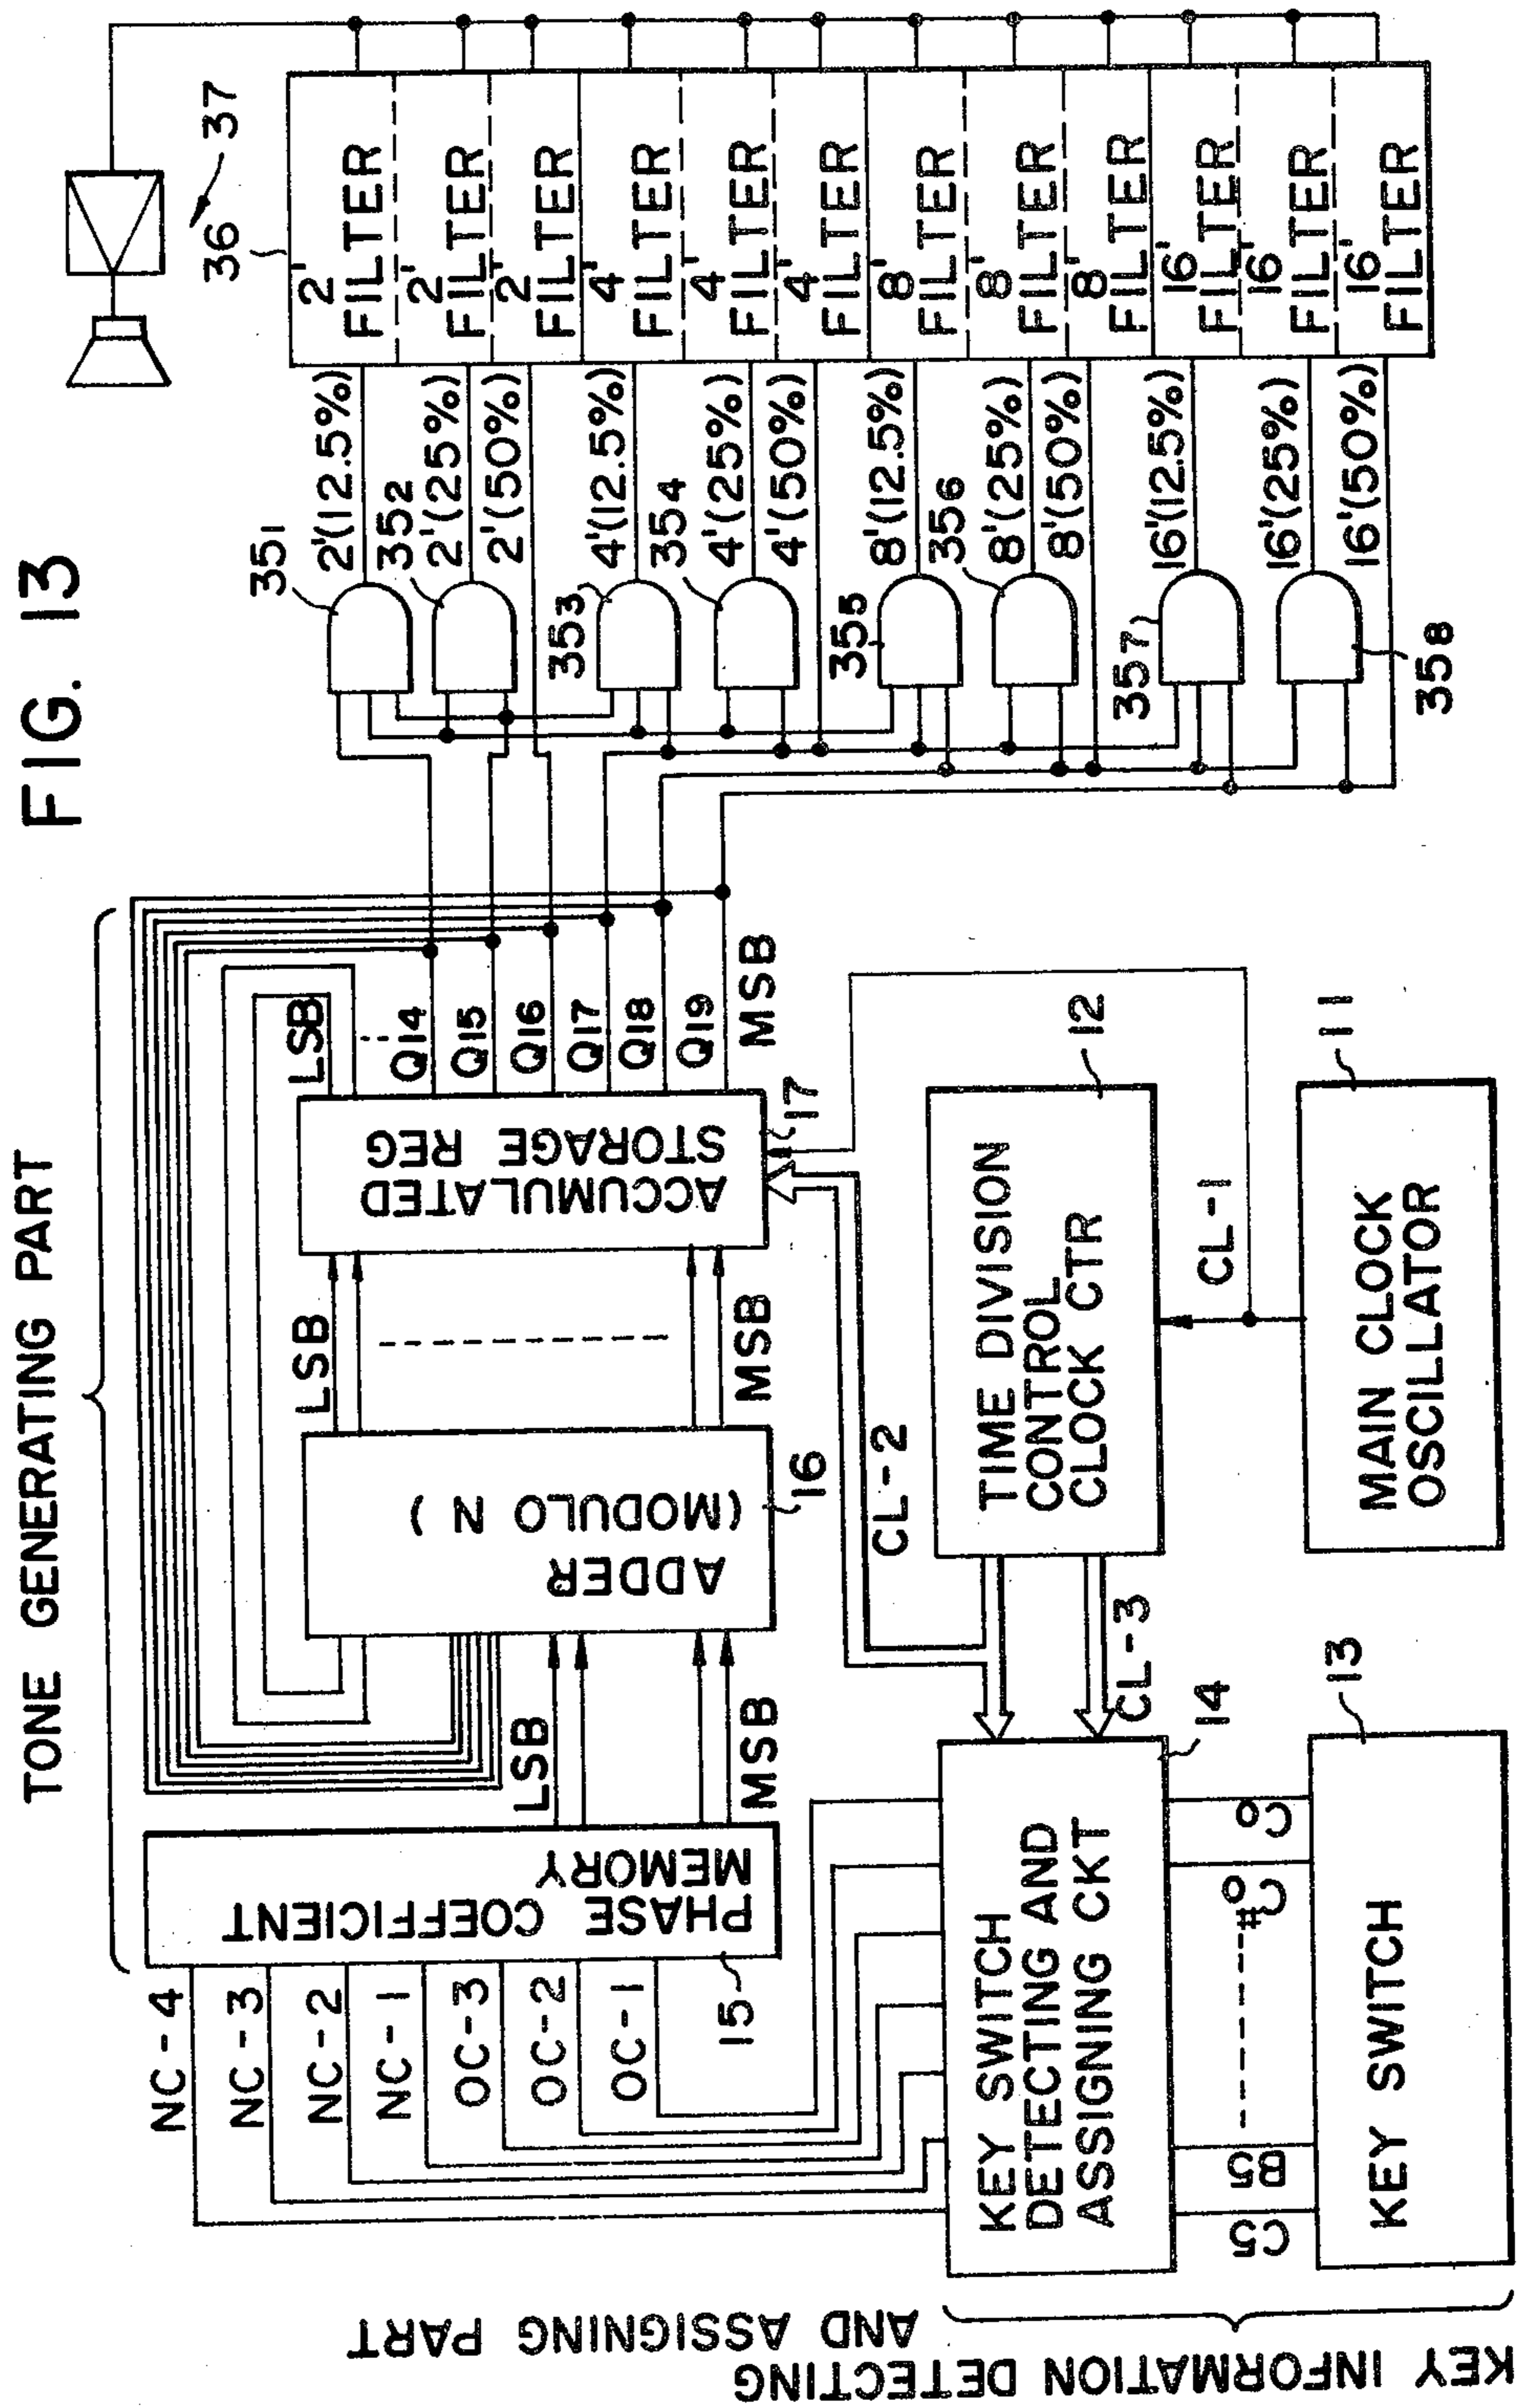 FIG. 13
TONE GENERATING PART
KEY INFORMATION DETECTING
AND ASSIGNING PART
NC-4
NC-3
NC-2
NC-1
OC-3
OC-2
OC-1
PHASE COEFFICIENT
MEMORY
15
LSB
MSB
ADDER
(MODULO N)
16
LSB
MSB
ACCUMULATED
STORAGE REG
17
LSB
Q14
Q15
Q16
Q17
Q18
Q19
MSB
351
352
353
354
355
356
357
358
2'(12.5%)
2'(25%)
2'(50%)
4'(12.5%)
4'(25%)
4'(50%)
8'(12.5%)
8'(25%)
8'(50%)
16'(12.5%)
16'(25%)
16'(50%)
36
37
2'
FILTER
2'
FILTER
2'
FILTER
4'
FILTER
4'
FILTER
4'
FILTER
8'
FILTER
8'
FILTER
8'
FILTER
16'
FILTER
16'
FILTER
16'
FILTER
KEY SWITCH
DETECTING AND
ASSIGNING CKT
14
CL-2
CL-3
TIME DIVISION
CONTROL
CLOCK CTR
12
CL-1
C5
B5
C#0
C0
KEY SWITCH
13
MAIN CLOCK
OSCILLATOR
11